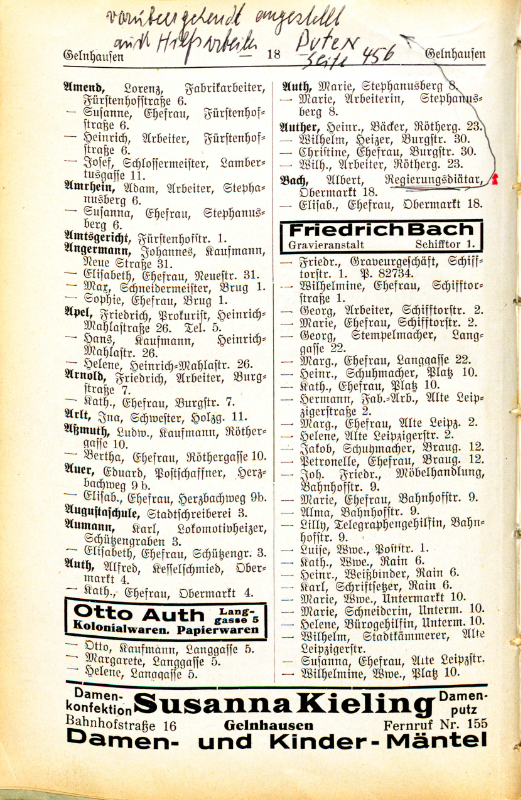 vorübergehendt angestellt
auch Hilfsarbeiter Duden
Seite 456
Gelnhausen — 18 — Gelnhausen
Amend, Lorenz, Fabrikarbeiter,
Fürstenhofstraße 6.
— Susanne, Ehefrau, Fürstenhof-
straße 6.
— Heinrich, Arbeiter, Fürstenhof-
straße 6.
— Josef, Schlossermeister, Lamber-
tusgasse 11.
Amrhein, Adam, Arbeiter, Stepha-
nusberg 6.
— Susanna, Ehefrau, Stephanus-
berg 6.
Amtsgericht, Fürstenhofstr. 1.
Angermann, Johannes, Kaufmann,
Neue Straße 31.
— Elisabeth, Ehefrau, Neuestr. 31.
— Max, Schneidermeister, Brug 1.
— Sophie, Ehefrau, Brug 1.
Apel, Friedrich, Prokurist, Heinrich-
Mahlastraße 26. Tel. 5.
— Hans, Kaufmann, Heinrich-
Mahlastr. 26.
— Helene, Heinrich-Mahlastr. 26.
Arnold, Friedrich, Arbeiter, Burg-
straße 7.
— Kath., Ehefrau, Burgstr. 7.
Arlt, Ina, Schwester, Holzg. 11.
Aßmuth, Ludw., Kaufmann, Röther-
gasse 10.
— Bertha, Ehefrau, Röthergasse 10.
Auer, Eduard, Postschaffner, Herz-
bachweg 9 b.
— Elisab., Ehefrau, Herzbachweg 9b.
Augustaschule, Stadtschreiberei 3.
Aumann, Karl, Lokomotivheizer,
Schützengraben 3.
— Elisabeth, Ehefrau, Schützengr. 3.
Auth, Alfred, Kesselschmied, Ober-
markt 4.
— Kath., Ehefrau, Obermarkt 4.
Otto Auth Lang-
gasse 5
Kolonialwaren. Papierwaren
— Otto, Kaufmann, Langgasse 5.
— Margarete, Langgasse 5.
— Helene, Langgasse 5.
Auth, Marie, Stephanusberg 8.
— Marie, Arbeiterin, Stephanus-
berg 8.
Auther, Heinr., Bäcker, Rötherg. 23.
— Wilhelm, Heizer, Burgstr. 30.
— Christine, Ehefrau, Burgstr. 30.
— Wilh., Arbeiter, Rötherg. 23.
Bach, Albert, Regierungsdiätar,
Obermarkt 18.
— Elisab., Ehefrau, Obermarkt 18.
Friedrich Bach
Gravieranstalt Schifftor 1.
— Friedr., Graveurgeschäft, Schiff-
torstr. 1. P. 82734.
— Wilhelmine, Ehefrau, Schifftor-
straße 1.
— Georg, Arbeiter, Schifftorstr. 2.
— Marie, Ehefrau, Schifftorstr. 2.
— Georg, Stempelmacher, Lang-
gasse 22.
— Marg., Ehefrau, Langgasse 22.
— Heinr., Schuhmacher, Platz 10.
— Kath., Ehefrau, Platz 10.
— Hermann, Fab.-Arb., Alte Leip-
zigerstraße 2.
— Marg., Ehefrau, Alte Leipz. 2.
— Helene, Alte Leipzigerstr. 2.
— Jakob, Schuhmacher, Braug. 12.
— Petronelle, Ehefrau, Braug. 12.
— Joh. Friedr., Möbelhandlung,
Bahnhofstr. 9.
— Marie, Ehefrau, Bahnhofstr. 9.
— Alma, Bahnhofstr. 9.
— Lilly, Telegraphengehilfin, Bahn-
hofstr. 9.
— Luise, Wwe., Poststr. 1.
— Kath., Wwe., Rain 6.
— Heinr., Weißbinder, Rain 6.
— Karl, Schriftsetzer, Rain 6.
— Marie, Wwe., Untermarkt 10.
— Marie, Schneiderin, Unterm. 10.
— Helene, Bürogehilfin, Unterm. 10.
— Wilhelm, Stadtkämmerer, Alte
Leipzigerstr.
— Susanna, Ehefrau, Alte Leipzstr.
— Wilhelmine, Wwe., Platz 10.
Damen-
konfektion Susanna Kieling Damen-
putz
Bahnhofstraße 16 Gelnhausen Fernruf Nr. 155
Damen- und Kinder-Mäntel